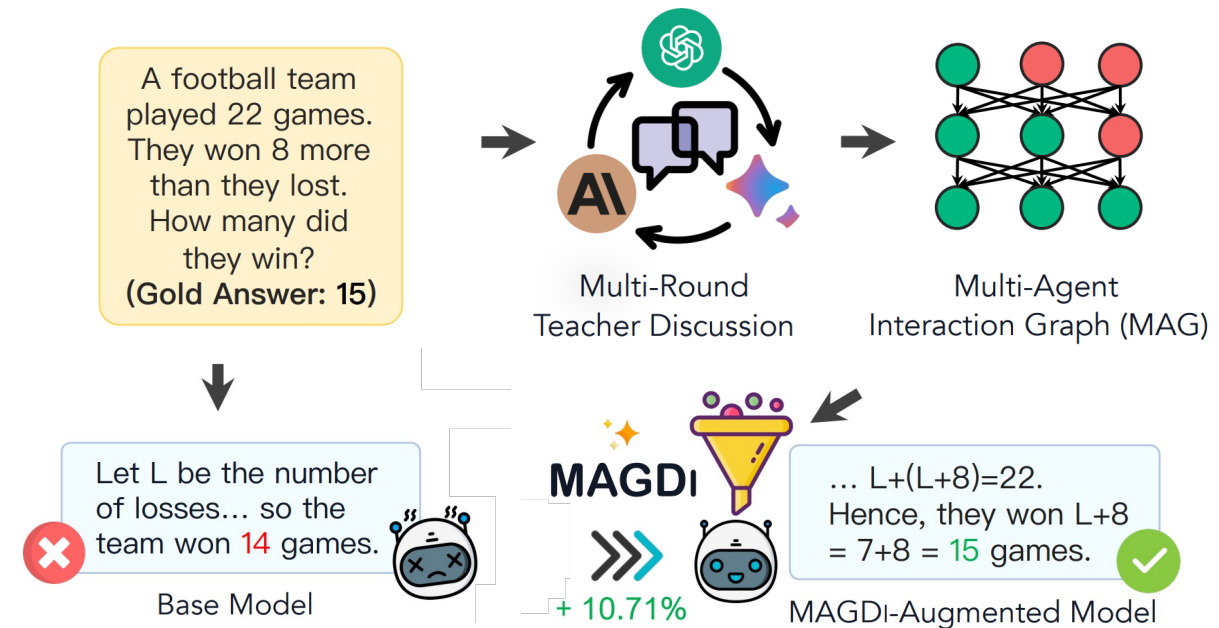 A football team
played 22 games.
They won 8 more
than they lost.
How many did
they win?
(Gold Answer: 15)
AI
Multi-Round
Teacher Discussion
Multi-Agent
Interaction Graph (MAG)
Let L be the number
of losses... so the
team won 14 games.
Base Model
MAGDI
+ 10.71%
... L+(L+8)=22.
Hence, they won L+8
= 7+8 = 15 games.
MAGDI-Augmented Model